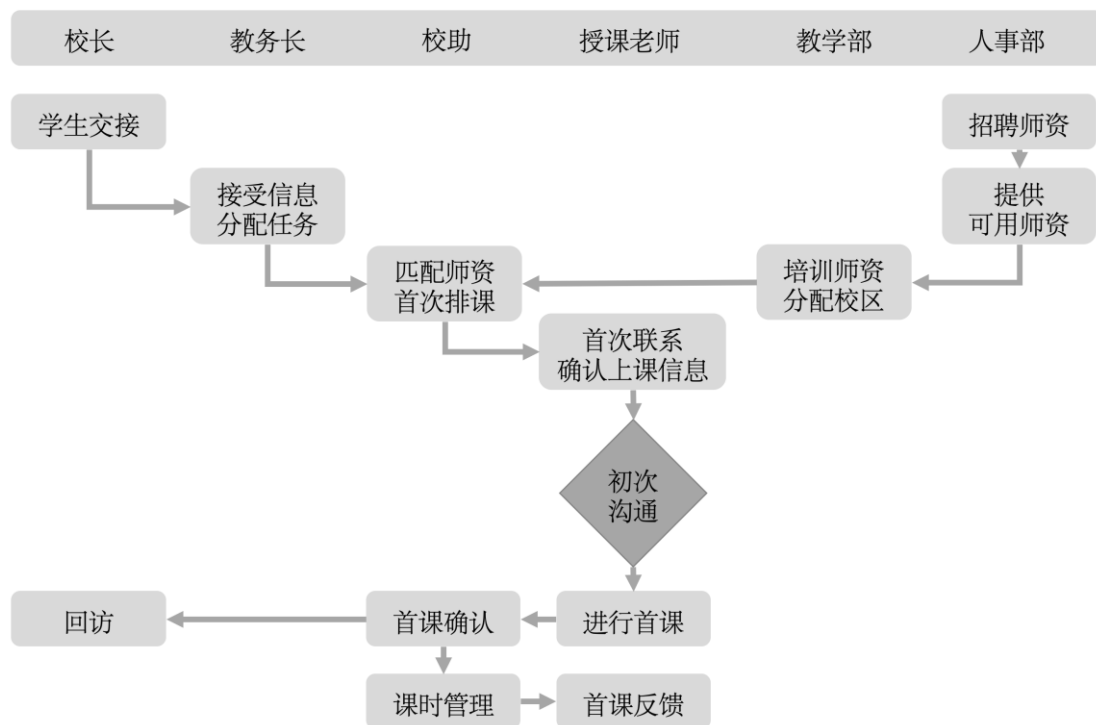 校长 教务长 校助 授课老师 教学部 人事部
学生交接
招聘师资
接受信息
分配任务
提供
可用师资
匹配师资
首次排课
培训师资
分配校区
首次联系
确认上课信息
初次
沟通
回访
首课确认
进行首课
课时管理
首课反馈